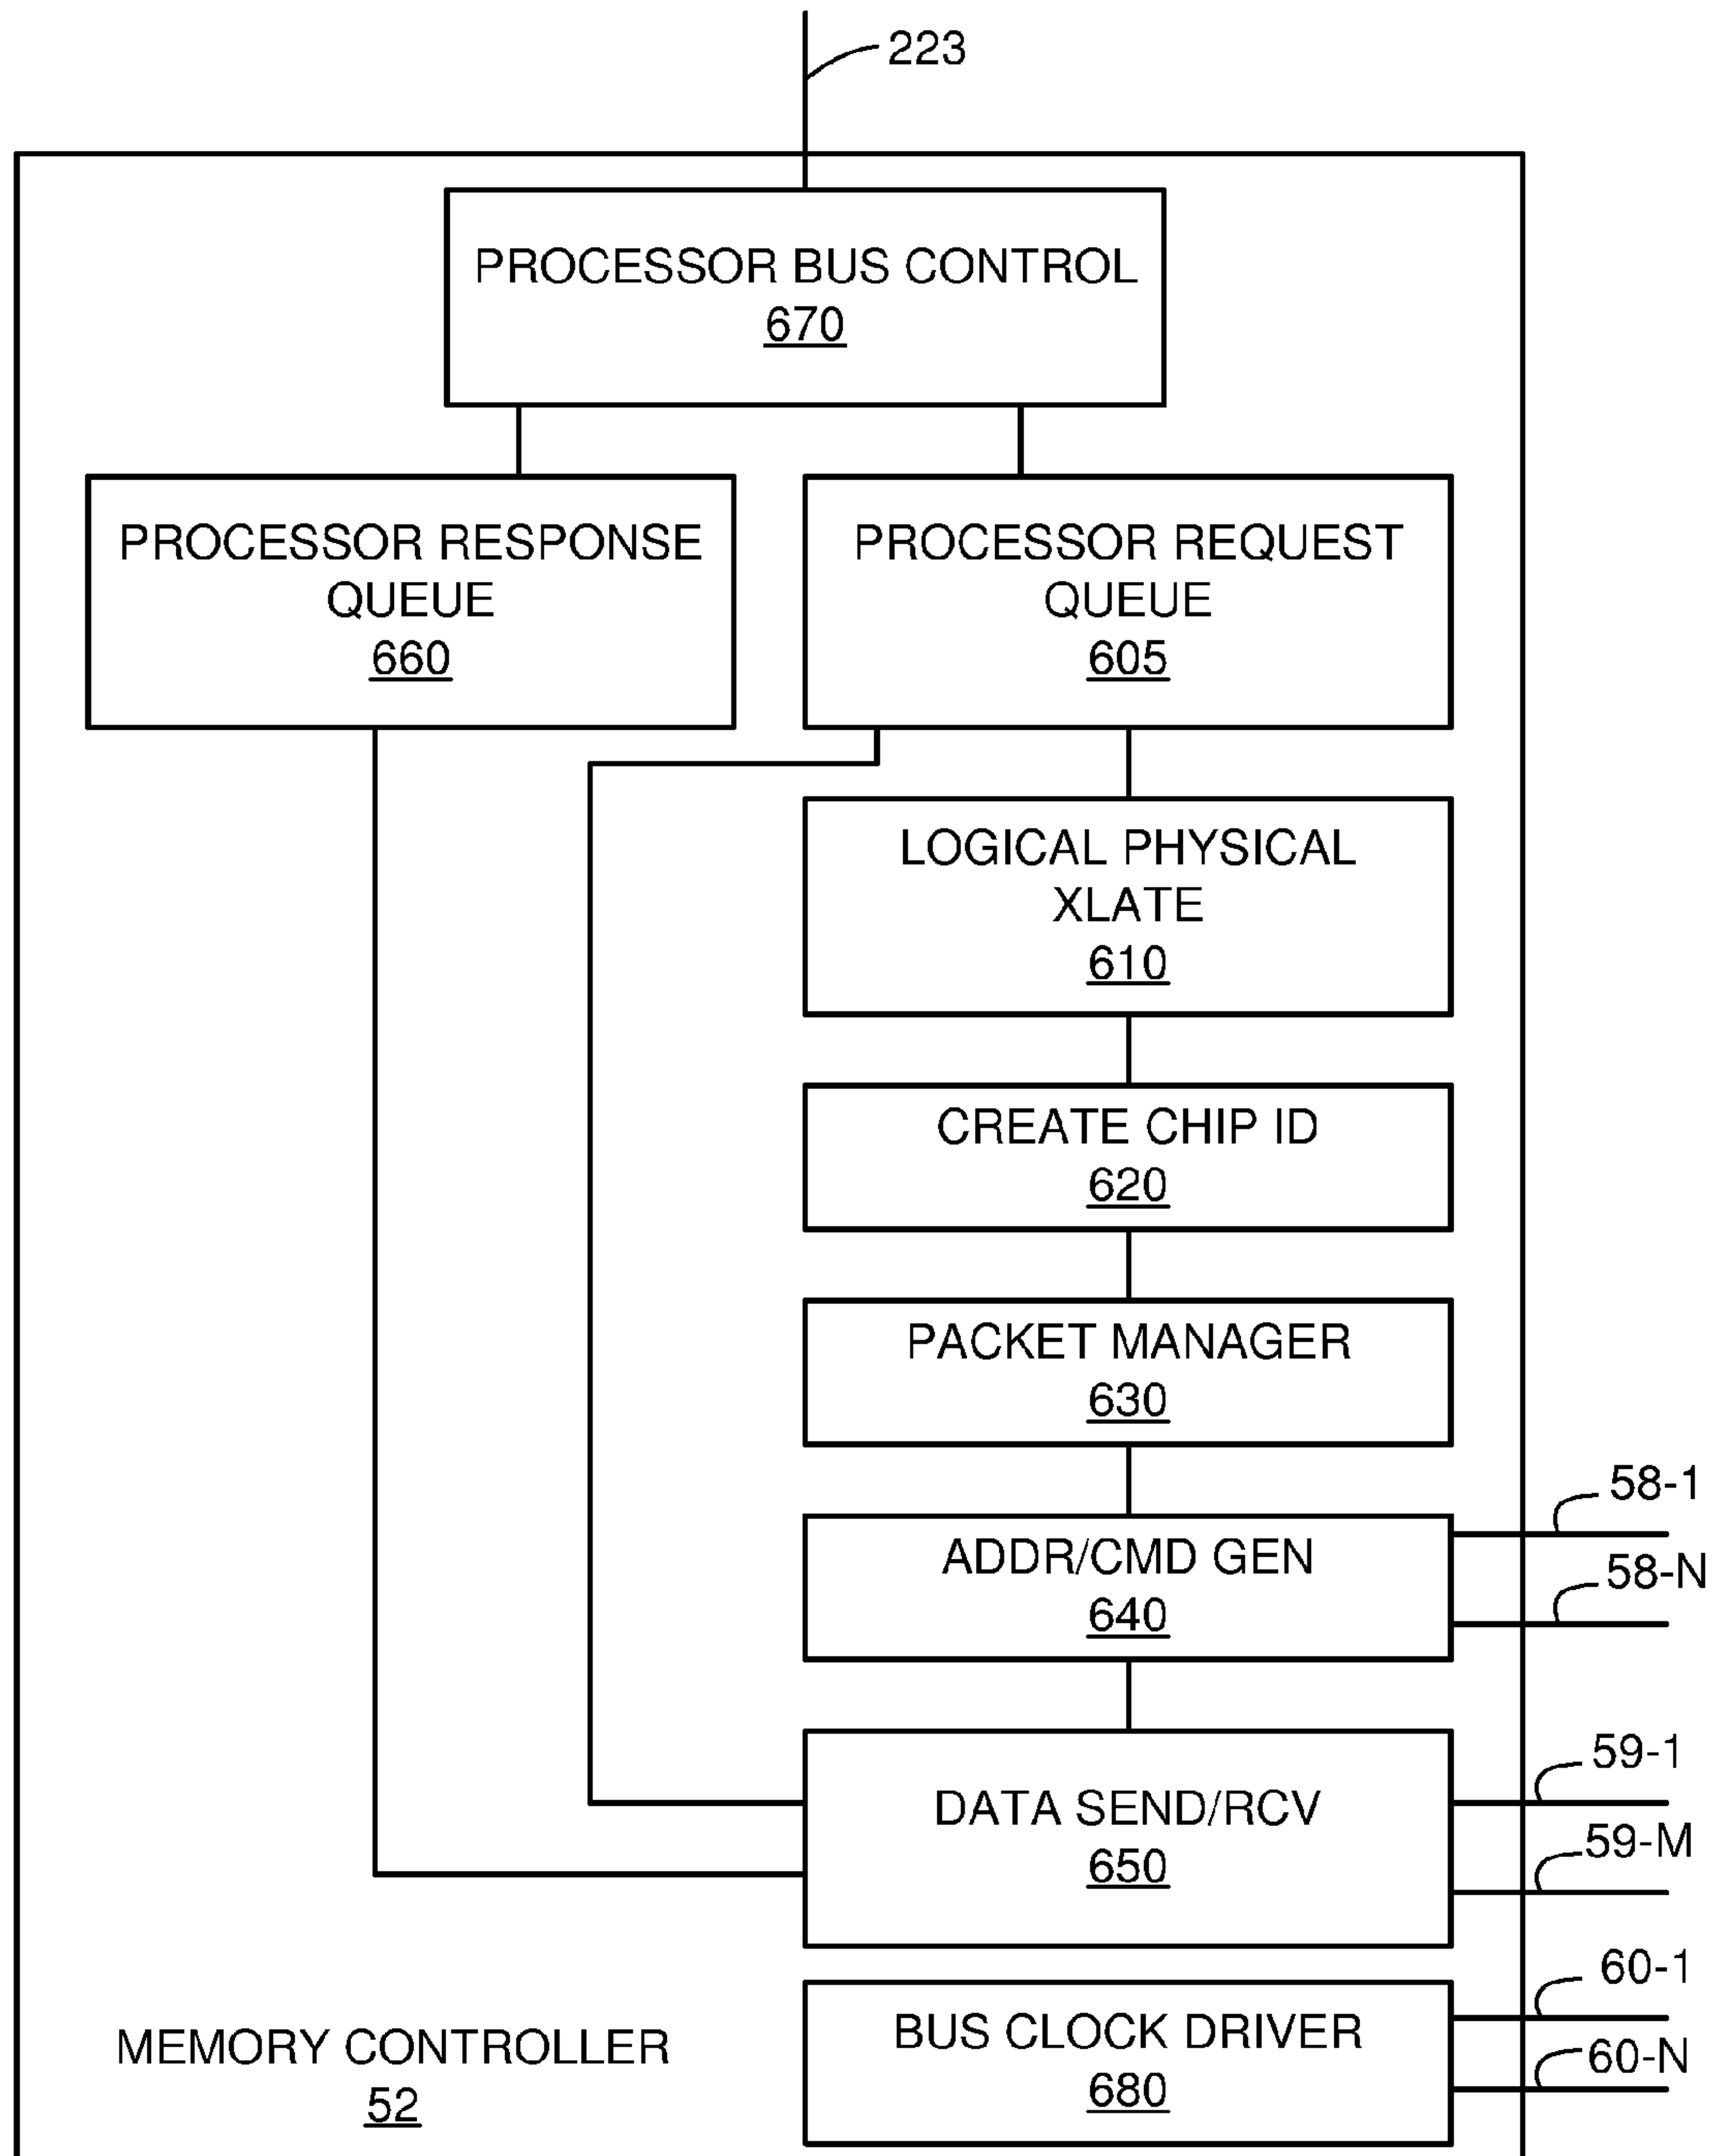 223
PROCESSOR BUS CONTROL
670
PROCESSOR RESPONSE
QUEUE
660
PROCESSOR REQUEST
QUEUE
605
LOGICAL PHYSICAL
XLATE
610
CREATE CHIP ID
620
PACKET MANAGER
630
58-1
ADDR/CMD GEN
640
58-N
59-1
DATA SEND/RCV
650
59-M
60-1
BUS CLOCK DRIVER
680
60-N
MEMORY CONTROLLER
52